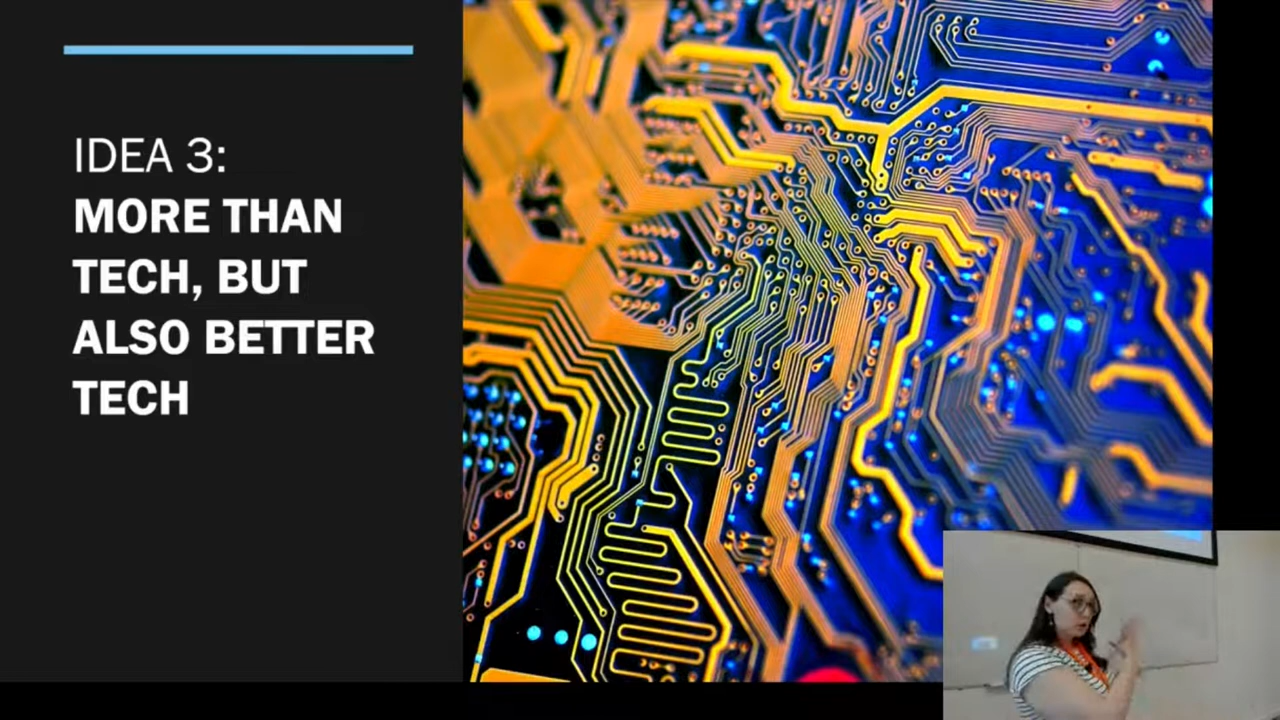 IDEA 3:
MORE THAN
TECH, BUT
ALSO BETTER
TECH